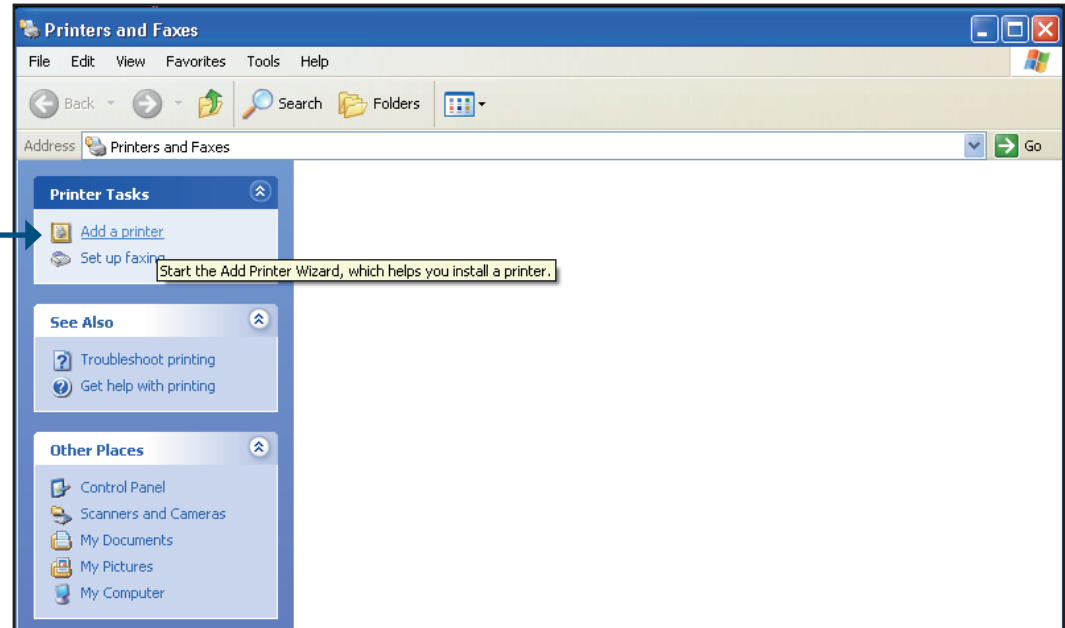 Printers and Faxes
File Edit View Favorites Tools Help
Back Search Folders
Address Printers and Faxes Go
Printer Tasks
Add a printer
Set up faxing
Start the Add Printer Wizard, which helps you install a printer.
See Also
Troubleshoot printing
Get help with printing
Other Places
Control Panel
Scanners and Cameras
My Documents
My Pictures
My Computer